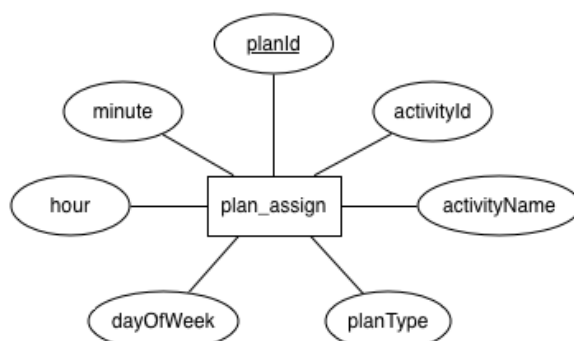 planId
minute
activityId
hour
plan_assign
activityName
dayOfWeek
planType